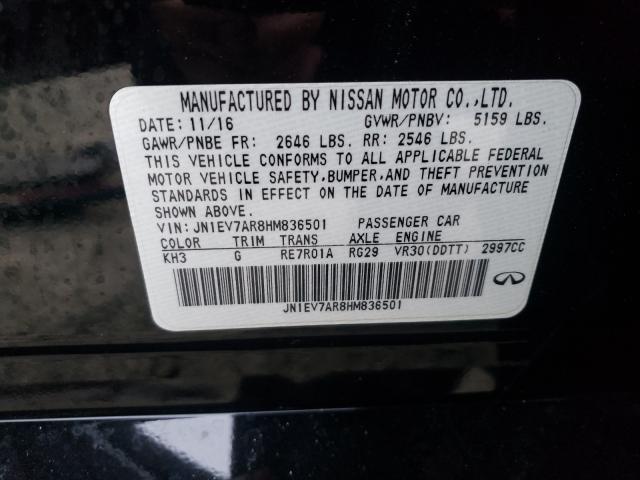 MANUFACTURED BY NISSAN MOTOR CO.,LTD.
DATE: 11/16 GVWR/PNBV: 5159 LBS.
GAWR/PNBE FR: 2646 LBS. RR: 2546 LBS.
THIS VEHICLE CONFORMS TO ALL APPLICABLE FEDERAL
MOTOR VEHICLE SAFETY, BUMPER, AND THEFT PREVENTION
STANDARDS IN EFFECT ON THE DATE OF MANUFACTURE
SHOWN ABOVE.
VIN: JN1EV7AR8HM836501 PASSENGER CAR
COLOR TRIM TRANS AXLE ENGINE
KH3 G RE7R01A RG29 VR30(DDTT) 2997CC
JN1EV7AR8HM836501